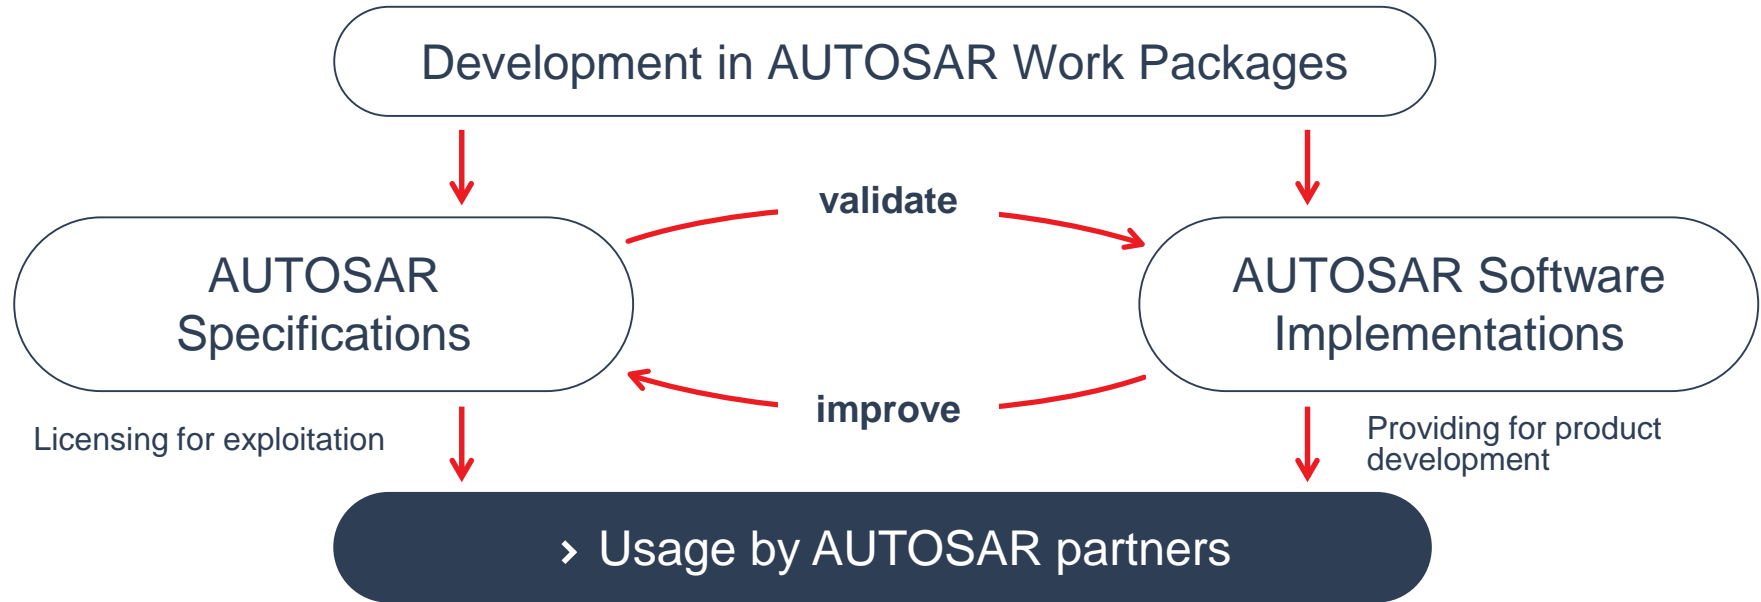 Development in AUTOSAR Work Packages
validate
AUTOSAR
Specifications
AUTOSAR Software
Implementations
improve
Licensing for exploitation
Providing for product
development
Usage by AUTOSAR partners